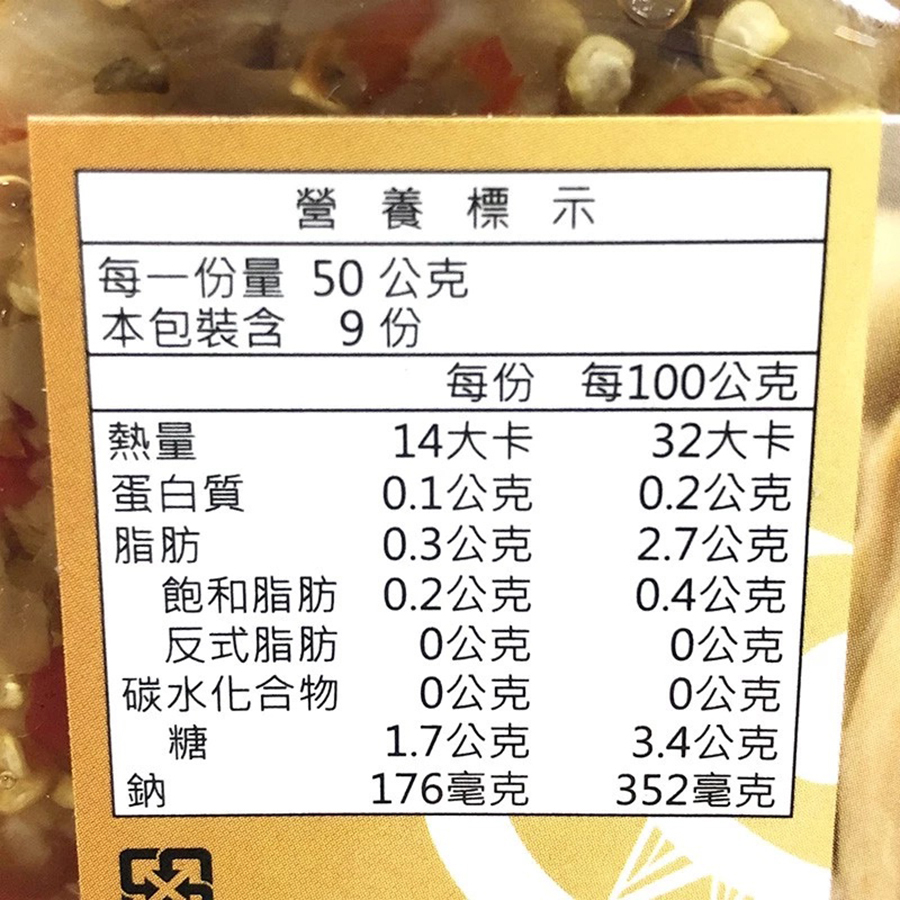 營養標示
每一份量 50 公克
本包裝含 9 份
每份 每100公克
熱量 14大卡 32大卡
蛋白質 0.1公克 0.2公克
脂肪 0.3公克 2.7公克
飽和脂肪 0.2公克 0.4公克
反式脂肪 0公克 0公克
碳水化合物 0公克 0公克
糖 1.7公克 3.4公克
鈉 176毫克 352毫克